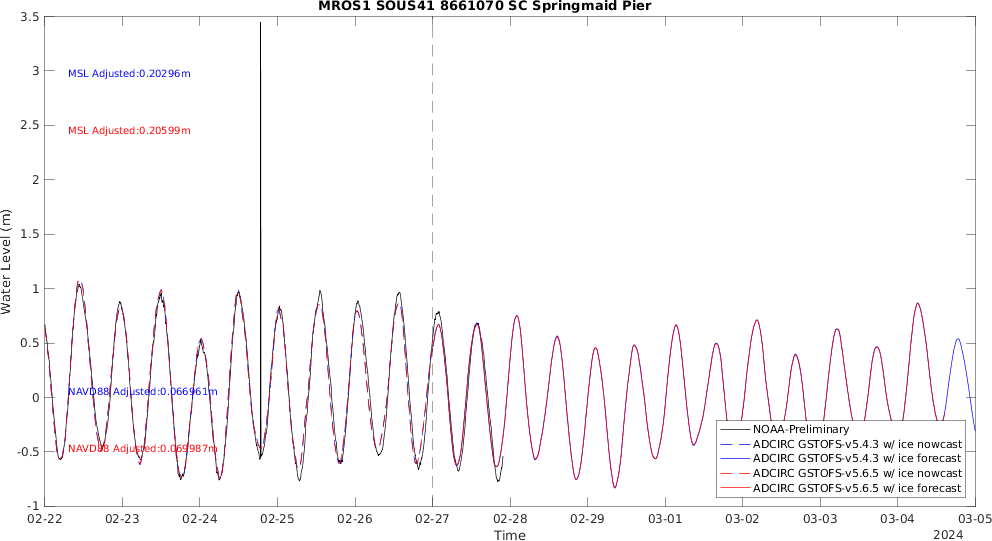 MROS1 SOUS41 8661070 SC Springmaid Pier
3.5
3
2.5
2
1.5
1
0.5
0
-0.5
-1
Water Level (m)
MSL Adjusted:0.20296m
MSL Adjusted:0.20599m
NAVD88 Adjusted:0.066961m
NAVD88 Adjusted:0.069987m
NOAA-Preliminary
ADCIRC GSTOFS-v5.4.3 w/ ice nowcast
ADCIRC GSTOFS-v5.4.3 w/ ice forecast
ADCIRC GSTOFS-v5.6.5 w/ ice nowcast
ADCIRC GSTOFS-v5.6.5 w/ ice forecast
02-22 02-23 02-24 02-25 02-26 02-27 02-28 02-29 03-01 03-02 03-03 03-04 03-05
Time
2024